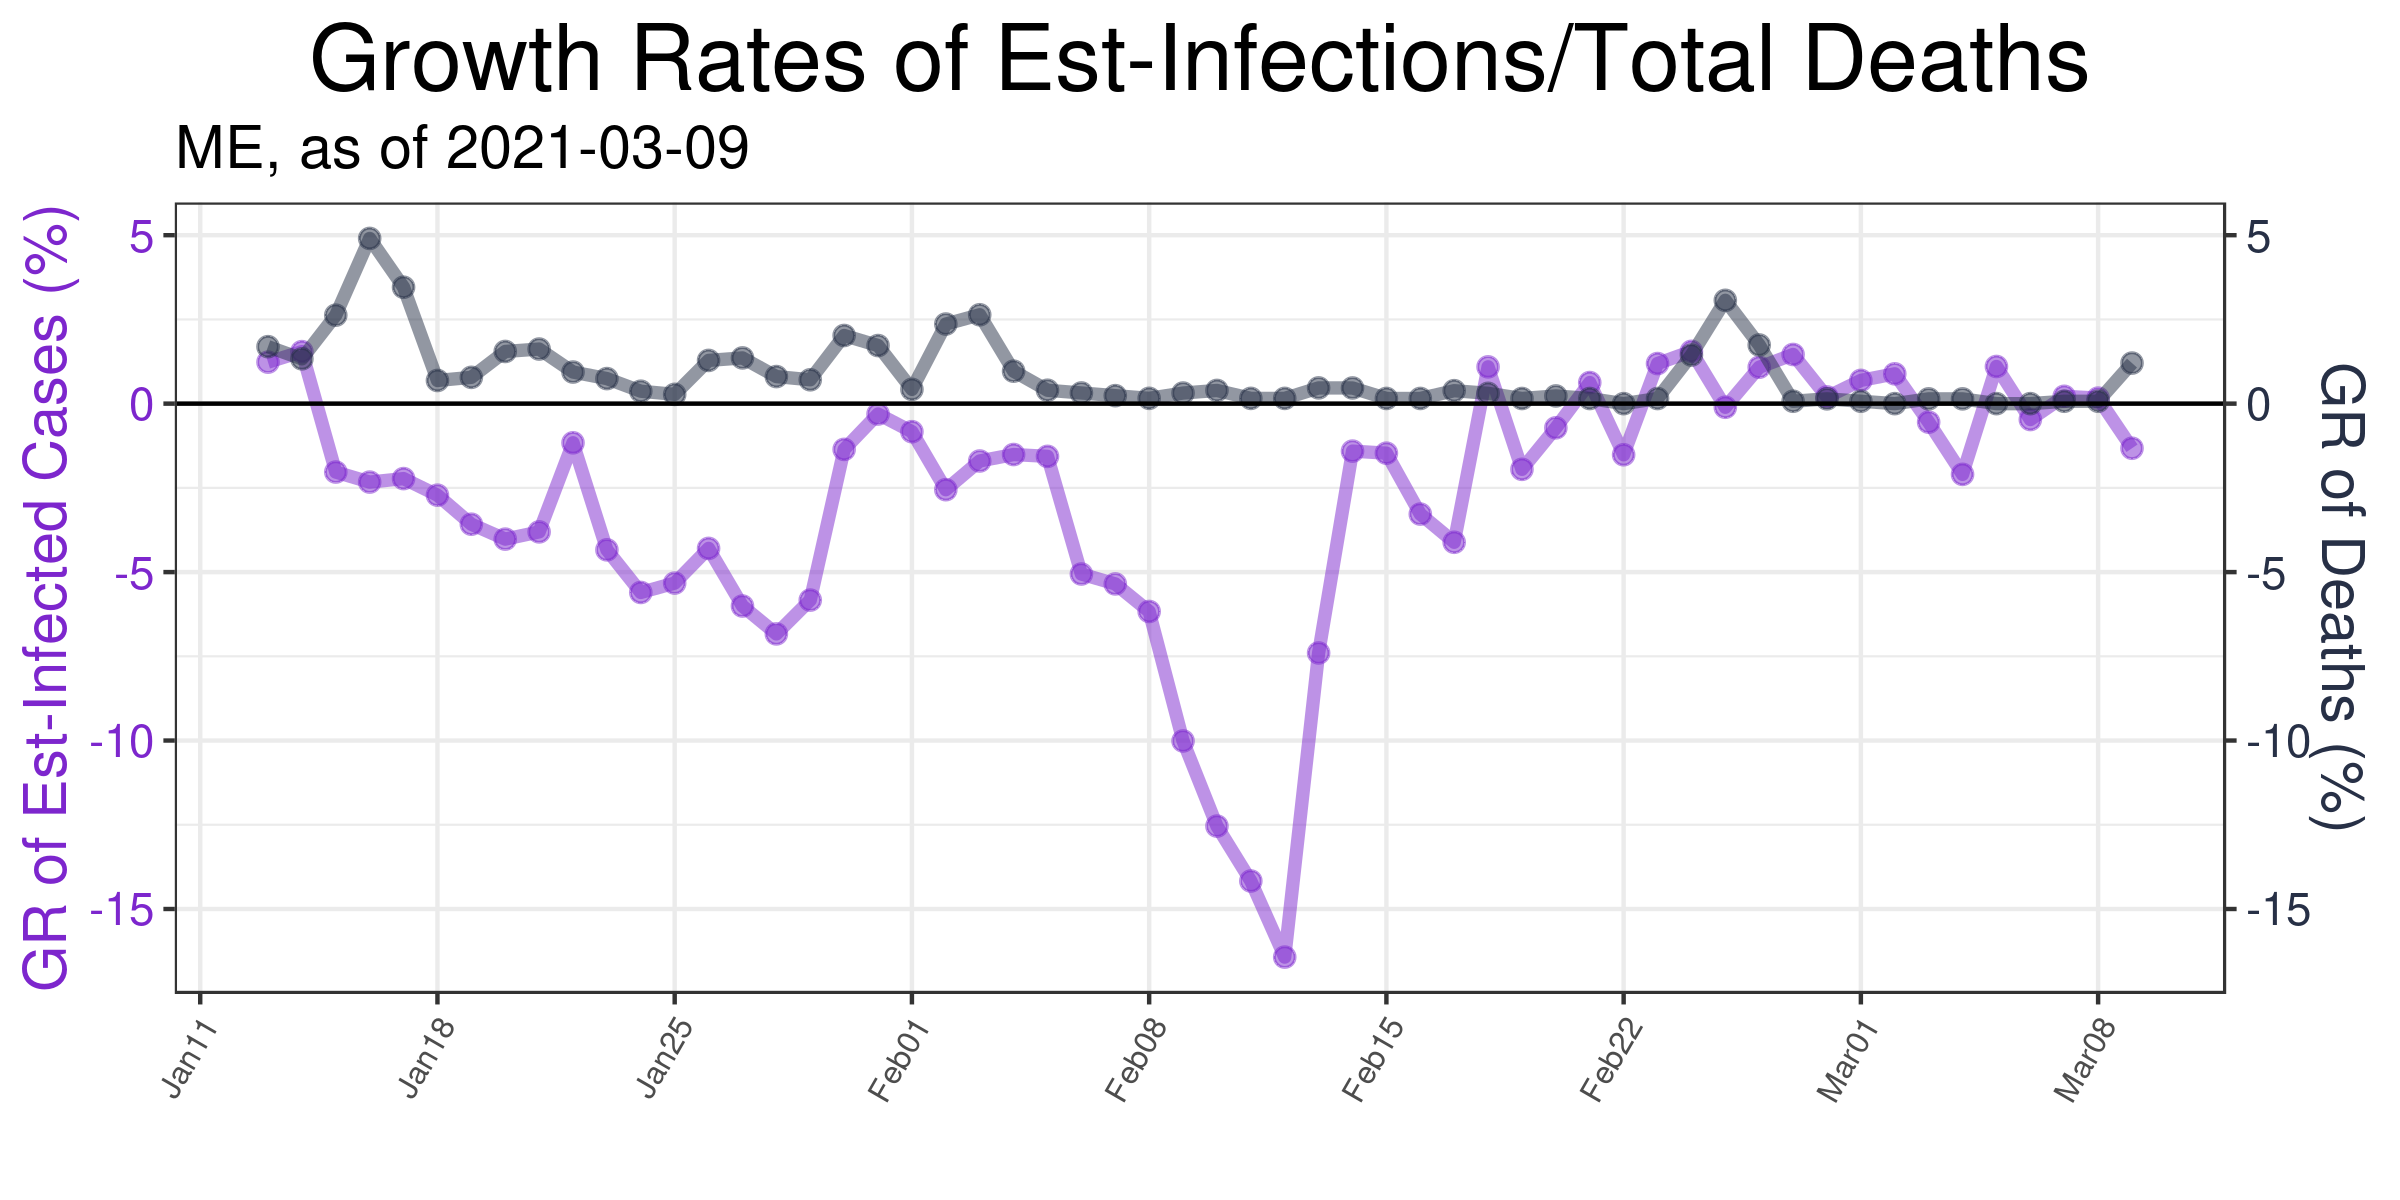 Growth Rates of Est-Infections/Total Deaths
ME, as of 2021-03-09
GR of Est-Infected Cases (%)
5
0
-5
-10
-15
5
0
-5
-10
-15
GR of Deaths (%)
Jan11
Jan18
Jan25
Feb01
Feb08
Feb15
Feb22
Mar01
Mar08